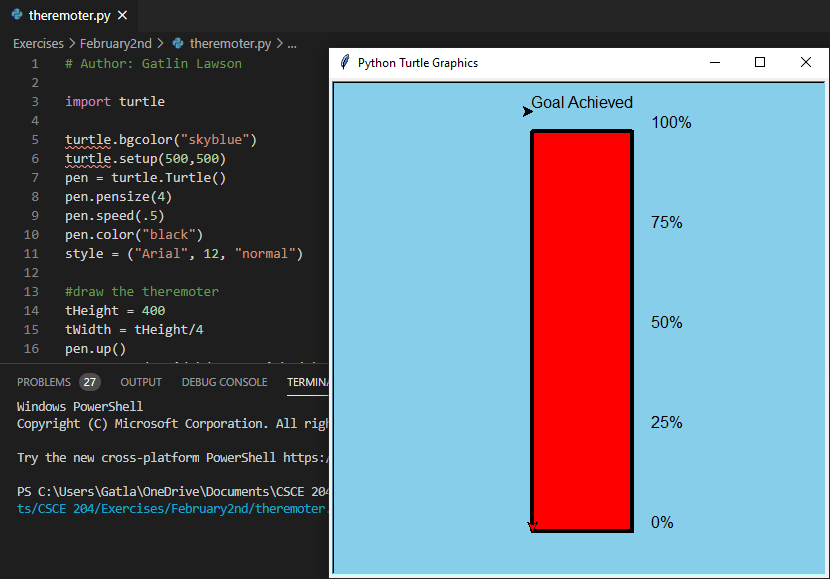 theremoter.py
Exercises > February2nd > theremoter.py > ...
1 # Author: Gatlin Lawson
2
3 import turtle
4
5 turtle.bgcolor("skyblue")
6 turtle.setup(500,500)
7 pen = turtle.Turtle()
8 pen.pensize(4)
9 pen.speed(.5)
10 pen.color("black")
11 style = ("Arial", 12, "normal")
12
13 #draw the theremoter
14 tHeight = 400
15 tWidth = tHeight/4
16 pen.up()
PROBLEMS 27 OUTPUT DEBUG CONSOLE TERMINA
Windows PowerShell
Copyright (C) Microsoft Corporation. All righ
Try the new cross-platform PowerShell https:/
PS C:\Users\Gatla\OneDrive\Documents\CSCE 204
ts/CSCE 204/Exercises/February2nd/theremoter.
Python Turtle Graphics
Goal Achieved
100%
75%
50%
25%
0%